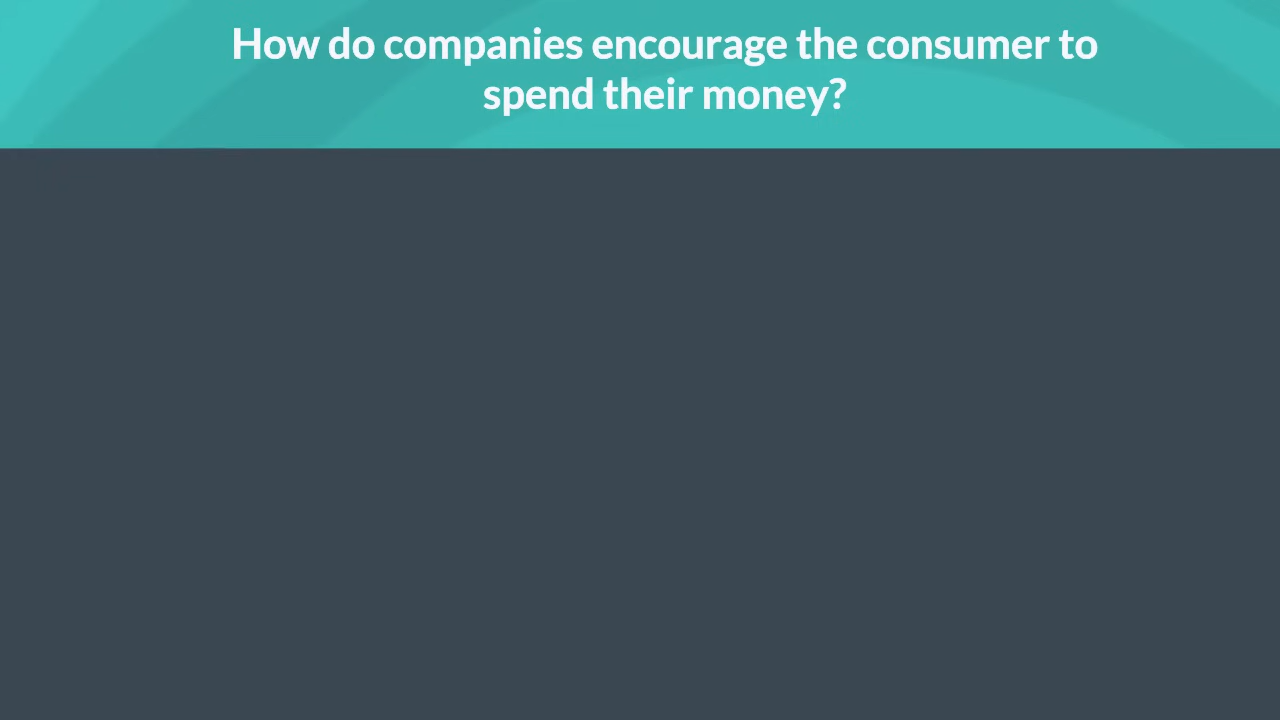 How do companies encourage the consumer to
spend their money?